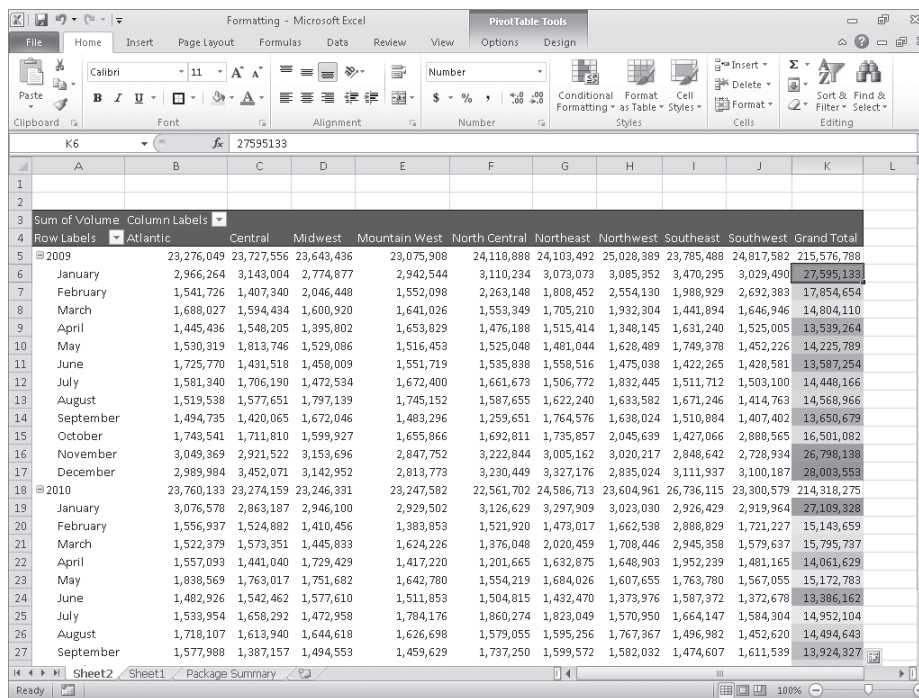 Formatting - Microsoft Excel
PivotTable Tools
File Home Insert Page Layout Formulas Data Review View Options Design
Paste
Calibri 11 A A
B I U A
Number
$ % ,
Conditional Formatting
Format as Table
Cell Styles
Insert
Delete
Format
Σ
Sort & Filter
Find & Select
Clipboard Font Alignment Number Styles Cells Editing
K6 fx 27595133
A B C D E F G H I J K L
1
2
3 Sum of Volume Column Labels
4 Row Labels Atlantic Central Midwest Mountain West North Central Northeast Northwest Southeast Southwest Grand Total
5 2009 23,276,049 23,727,556 23,643,436 23,075,908 24,118,888 24,103,492 25,028,389 23,785,488 24,817,582 215,576,788
6 January 2,966,264 3,143,004 2,774,877 2,942,544 3,110,234 3,073,073 3,085,352 3,470,295 3,029,490 27,595,133
7 February 1,541,726 1,407,340 2,046,448 1,552,098 2,263,148 1,808,452 2,554,130 1,988,929 2,692,383 17,854,654
8 March 1,688,027 1,594,434 1,600,920 1,641,026 1,553,349 1,705,210 1,932,304 1,441,894 1,646,946 14,804,110
9 April 1,445,436 1,548,205 1,395,802 1,653,829 1,476,188 1,515,414 1,348,145 1,631,240 1,525,005 13,539,264
10 May 1,530,319 1,813,746 1,529,086 1,516,453 1,525,048 1,481,044 1,628,489 1,749,378 1,452,226 14,225,789
11 June 1,725,770 1,431,518 1,458,009 1,551,719 1,535,838 1,558,516 1,475,038 1,422,265 1,428,581 13,587,254
12 July 1,581,340 1,706,190 1,472,534 1,672,400 1,661,673 1,506,772 1,832,445 1,511,712 1,503,100 14,448,166
13 August 1,519,538 1,577,651 1,797,139 1,745,152 1,587,655 1,622,240 1,633,582 1,671,246 1,414,763 14,568,966
14 September 1,494,735 1,420,065 1,672,046 1,483,296 1,259,651 1,764,576 1,638,024 1,510,884 1,407,402 13,650,679
15 October 1,743,541 1,711,810 1,599,927 1,655,866 1,692,811 1,735,857 2,045,639 1,427,066 2,888,565 16,501,082
16 November 3,049,369 2,921,522 3,153,696 2,847,752 3,222,844 3,005,162 3,020,217 2,848,642 2,728,934 26,798,138
17 December 2,989,984 3,452,071 3,142,952 2,813,773 3,230,449 3,327,176 2,835,024 3,111,937 3,100,187 28,003,553
18 2010 23,760,133 23,274,159 23,246,331 23,247,582 22,561,702 24,586,713 23,604,961 26,736,115 23,300,579 214,318,275
19 January 3,076,578 2,863,187 2,946,100 2,929,502 3,126,629 3,297,909 3,023,030 2,926,429 2,919,964 27,109,328
20 February 1,556,937 1,524,882 1,410,456 1,383,853 1,521,920 1,473,017 1,662,538 2,888,829 1,721,227 15,143,659
21 March 1,522,379 1,573,351 1,445,833 1,624,226 1,376,048 2,020,459 1,708,446 2,945,358 1,579,637 15,795,737
22 April 1,557,093 1,441,040 1,729,429 1,417,220 1,201,665 1,632,875 1,648,903 1,952,239 1,481,165 14,061,629
23 May 1,838,569 1,763,017 1,751,682 1,642,780 1,554,219 1,684,026 1,607,655 1,763,780 1,567,055 15,172,783
24 June 1,482,926 1,542,462 1,577,610 1,511,853 1,504,815 1,432,470 1,373,976 1,587,372 1,372,678 13,386,162
25 July 1,533,954 1,658,292 1,472,958 1,784,176 1,860,274 1,823,049 1,570,950 1,664,147 1,584,304 14,952,104
26 August 1,718,107 1,613,940 1,644,618 1,626,698 1,579,055 1,595,256 1,767,367 1,496,982 1,452,620 14,494,643
27 September 1,577,988 1,387,157 1,494,553 1,459,629 1,737,250 1,599,572 1,582,032 1,474,607 1,611,539 13,924,327
Sheet2 Sheet1 Package Summary
Ready 100%